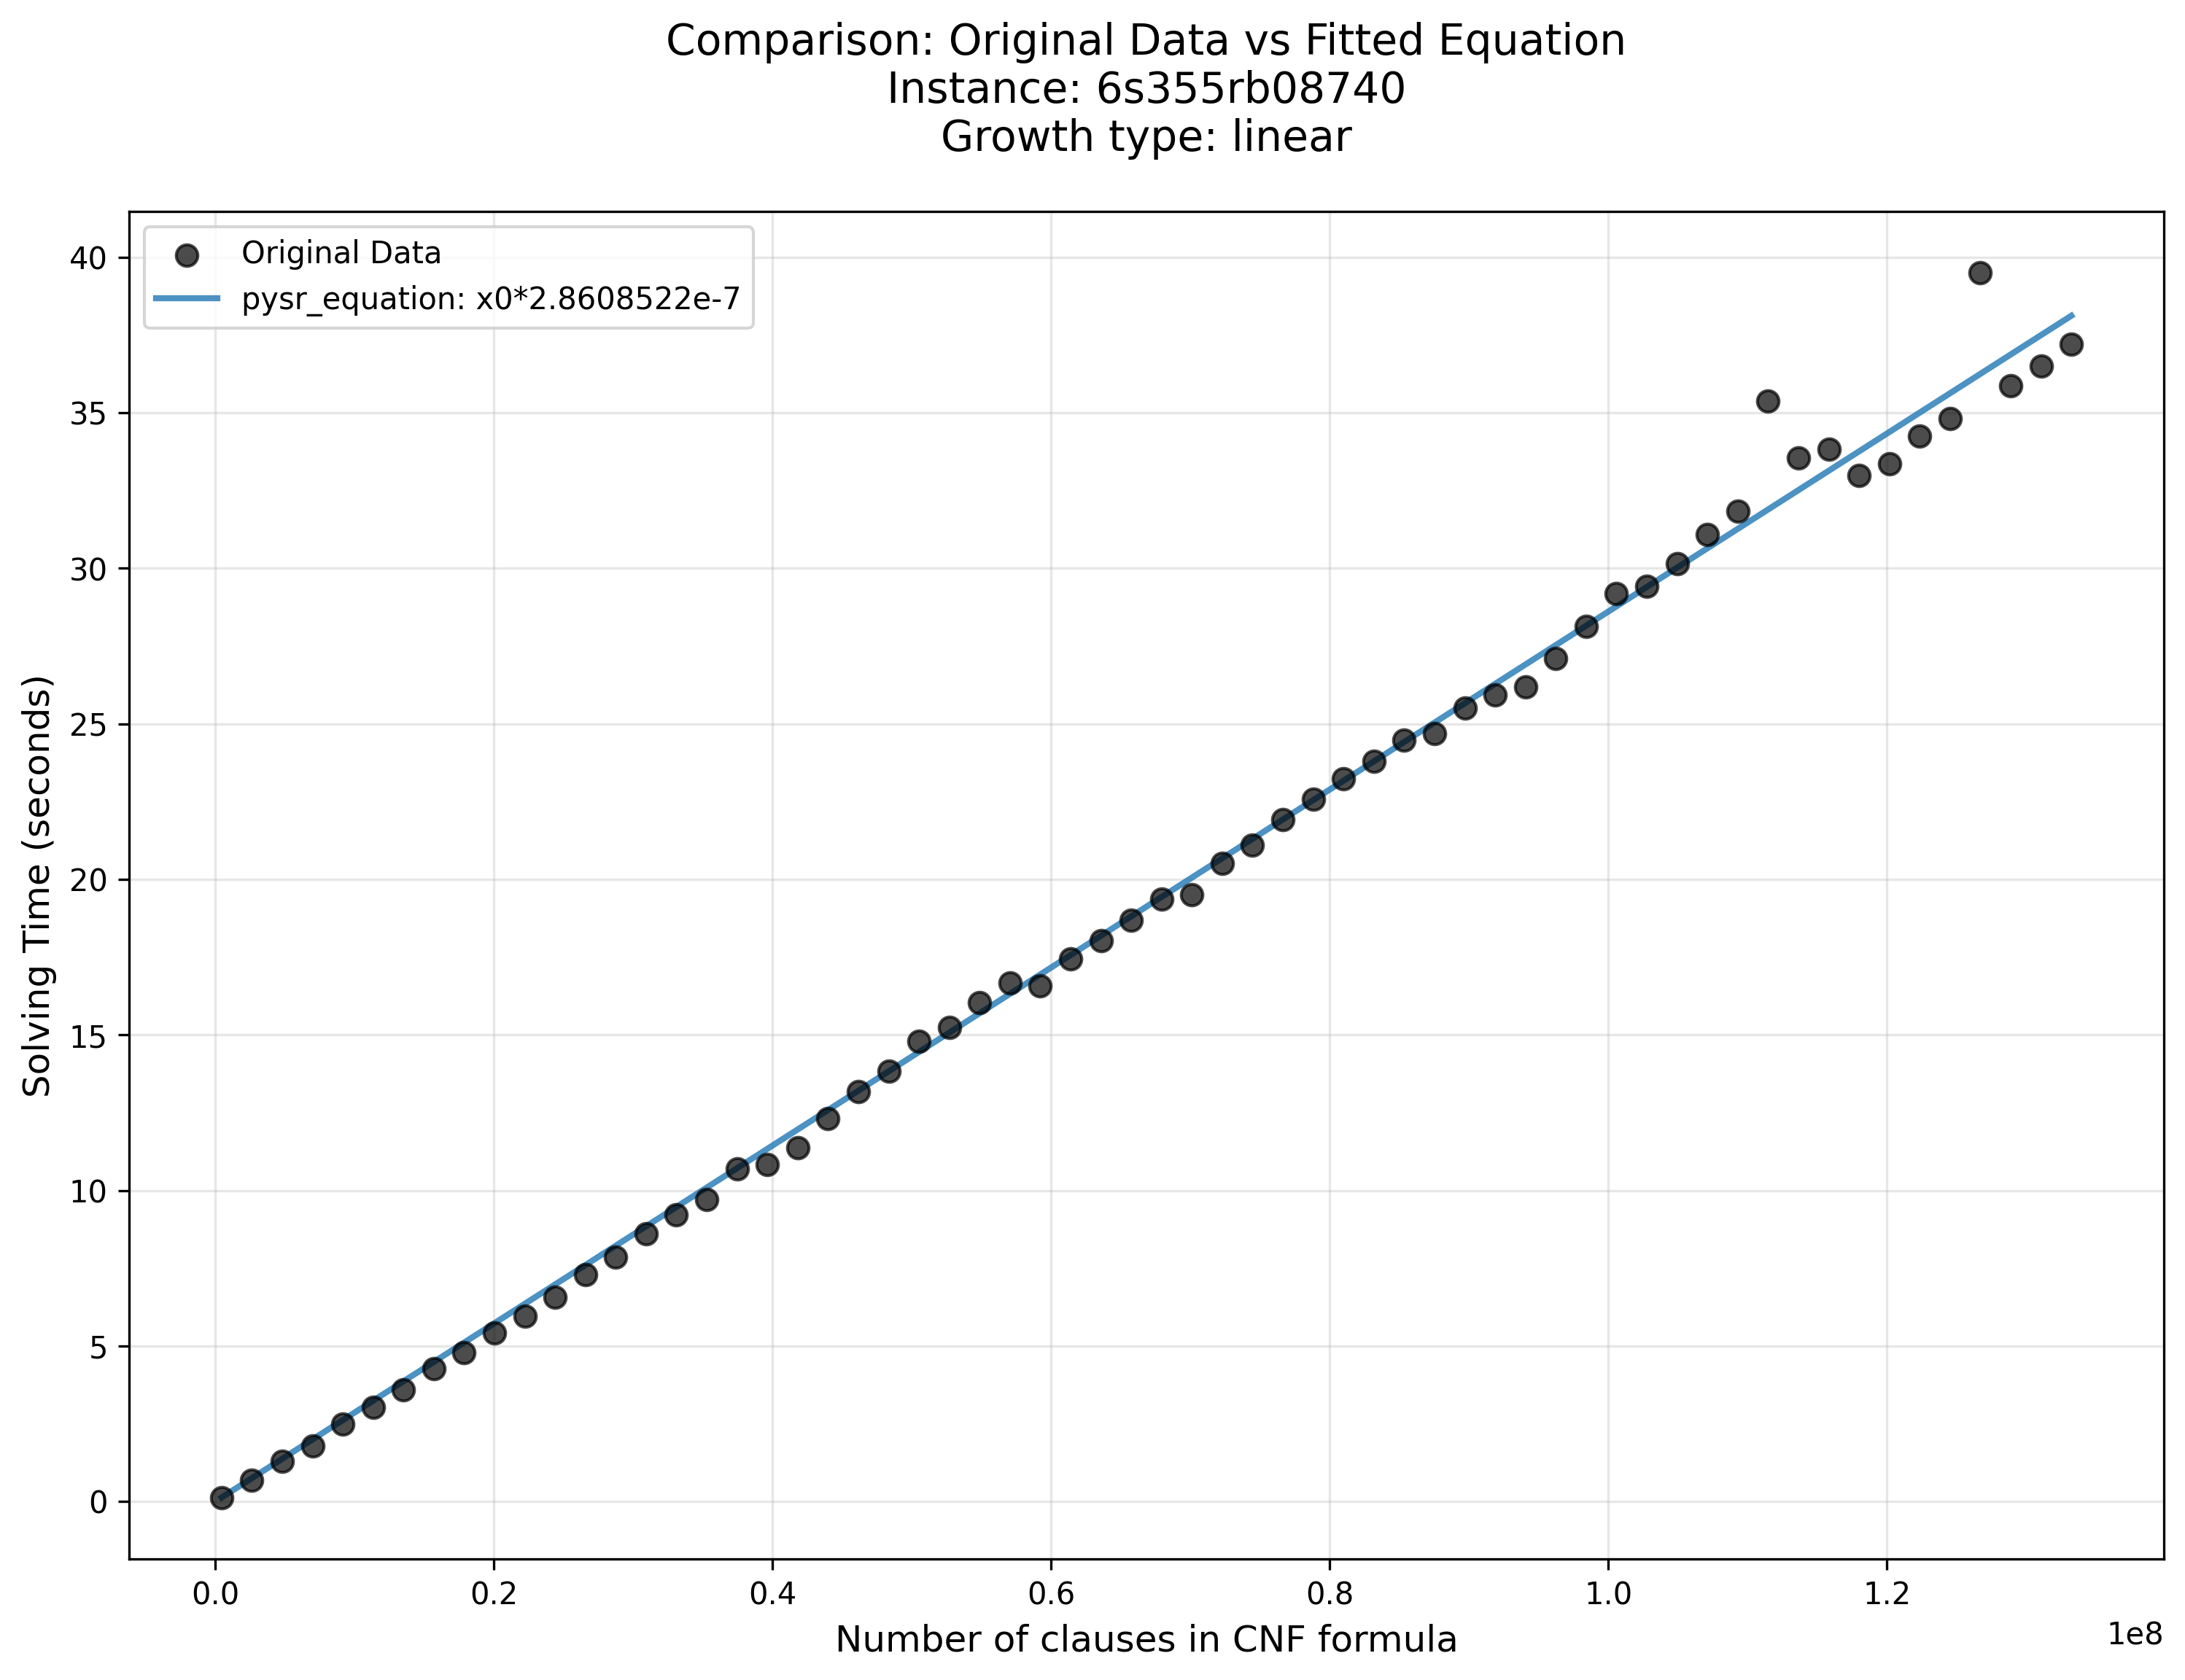 Comparison: Original Data vs Fitted Equation
Instance: 6s355rb08740
Growth type: linear
Original Data
pysr_equation: x0*2.8608522e-7
40
35
30
25
20
15
10
5
0
Solving Time (seconds)
0.0 0.2 0.4 0.6 0.8 1.0 1.2
1e8
Number of clauses in CNF formula